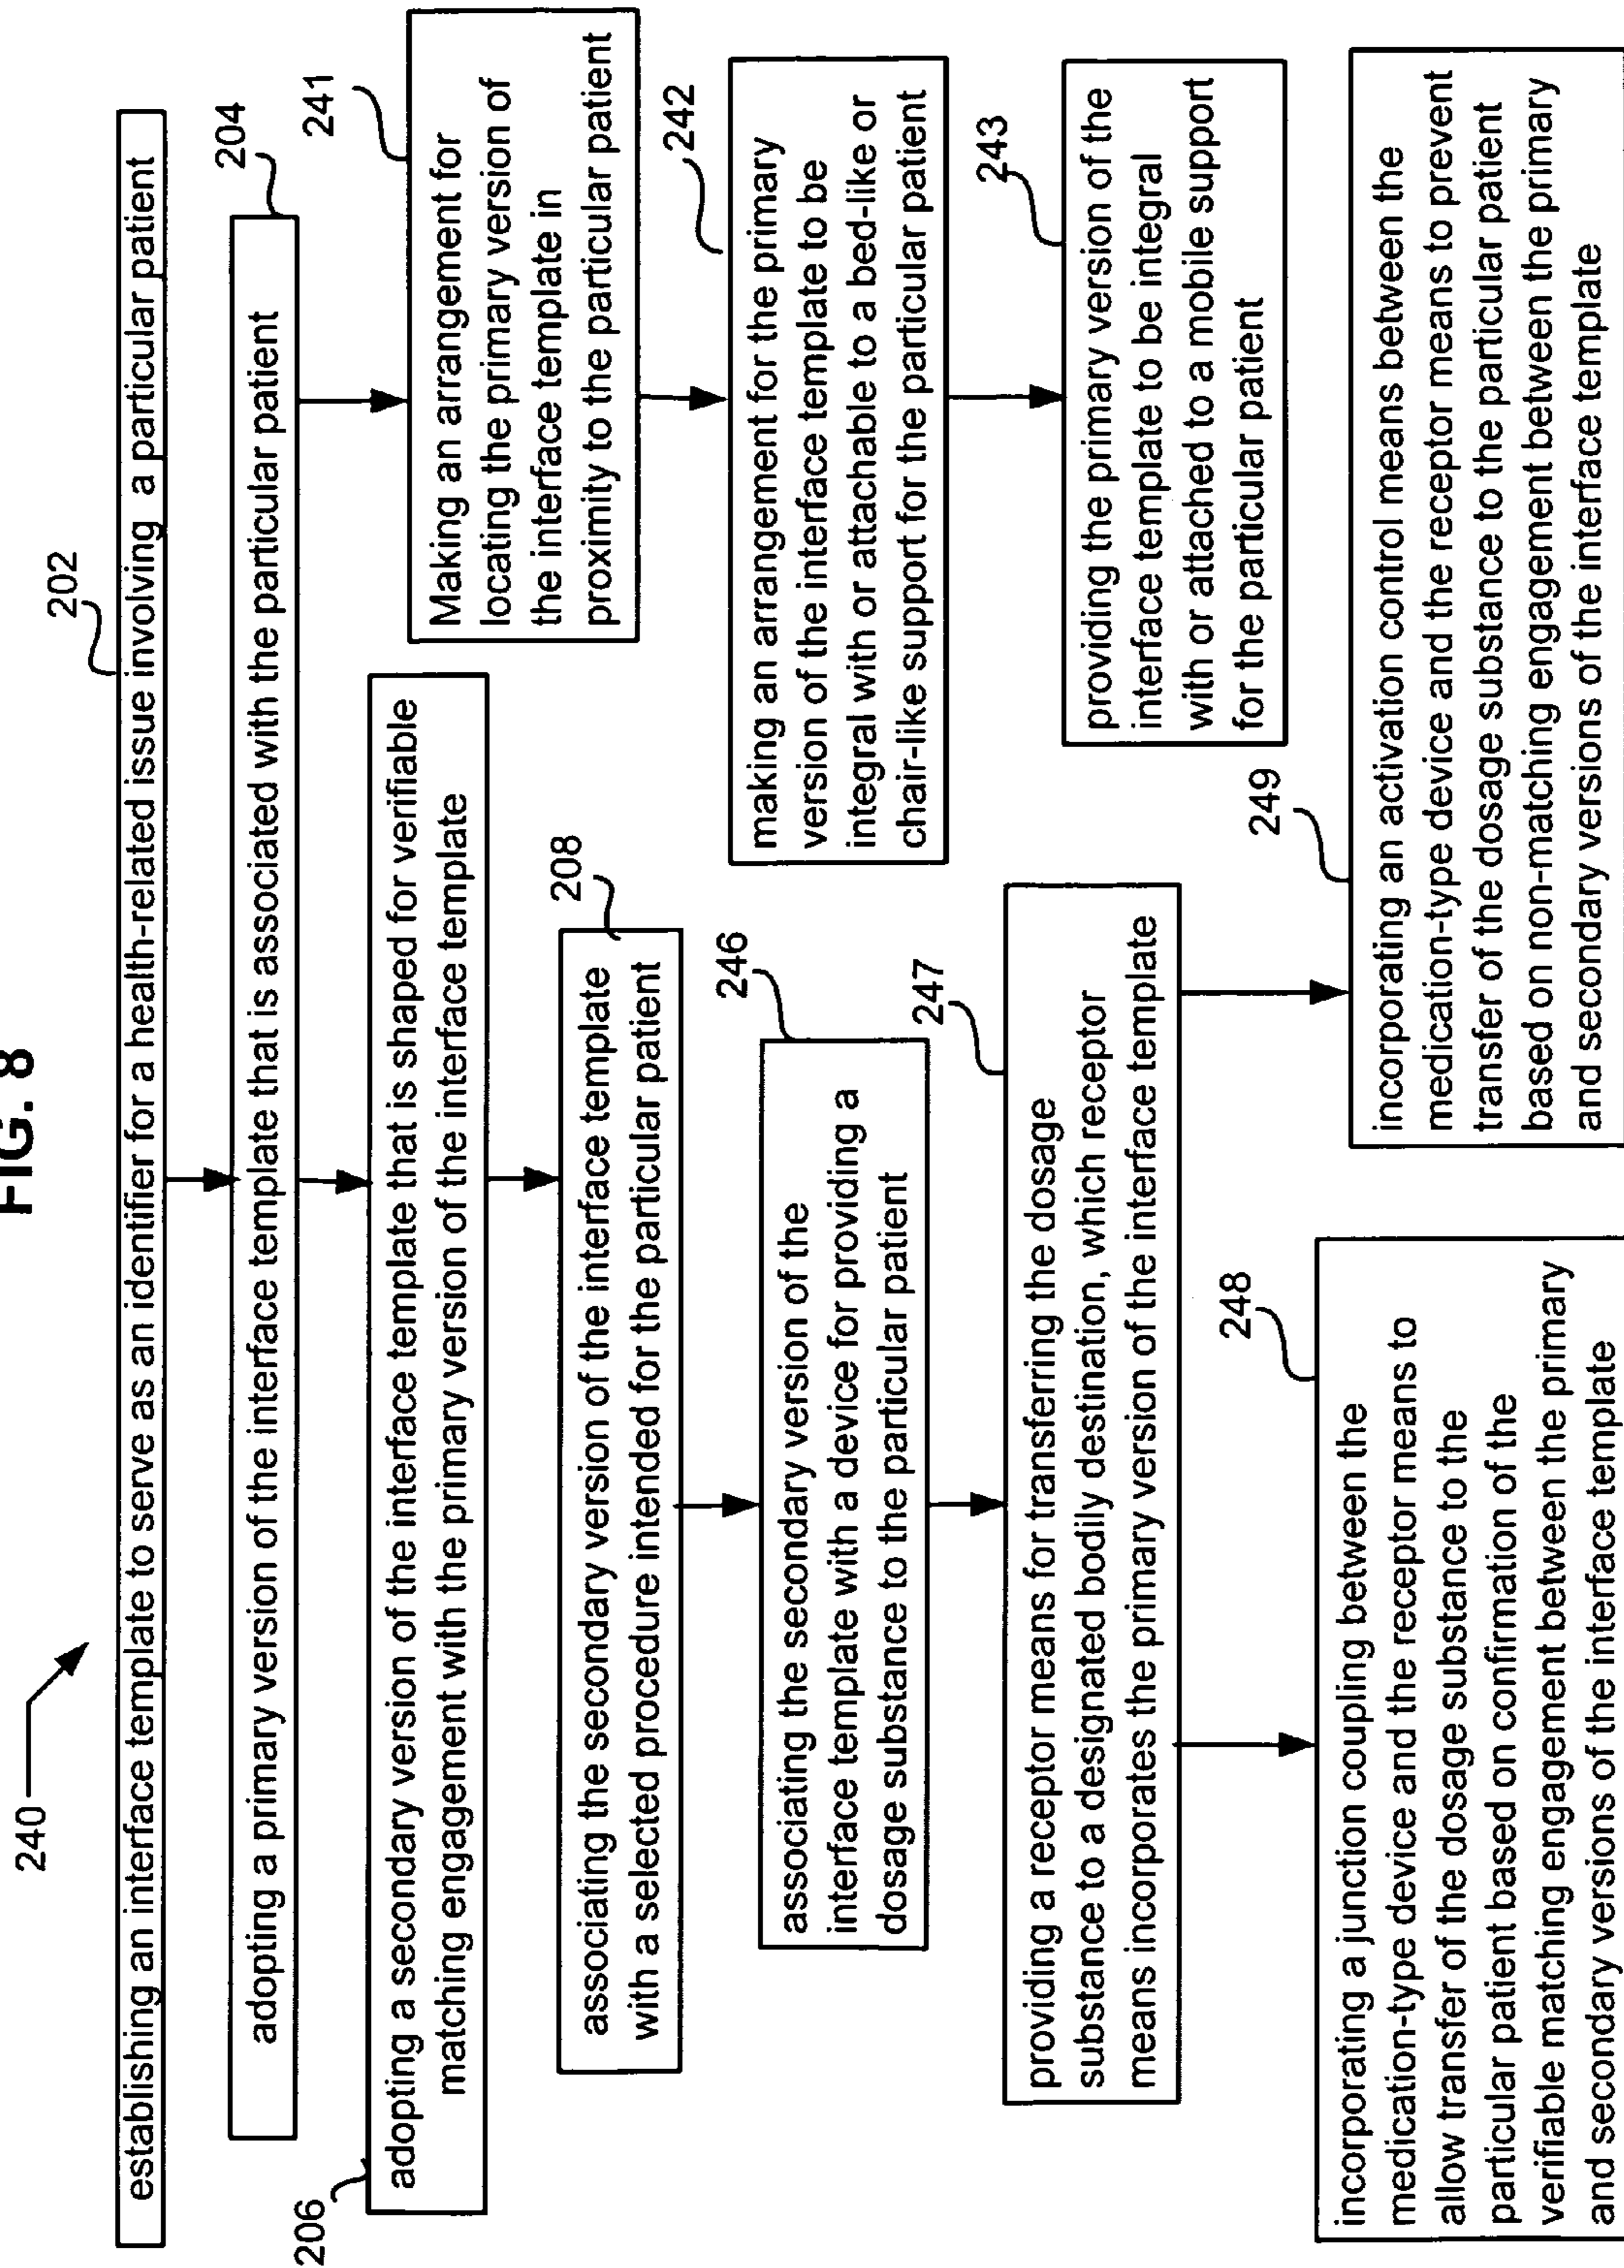 FIG. 8
240
202
establishing an interface template to serve as an identifier for a health-related issue involving a particular patient
204
adopting a primary version of the interface template that is associated with the particular patient
206
adopting a secondary version of the interface template that is shaped for verifiable
matching engagement with the primary version of the interface template
241
Making an arrangement for
locating the primary version of
the interface template in
proximity to the particular patient
208
associating the secondary version of the interface template
with a selected procedure intended for the particular patient
242
making an arrangement for the primary
version of the interface template to be
integral with or attachable to a bed-like or
chair-like support for the particular patient
246
associating the secondary version of the
interface template with a device for providing a
dosage substance to the particular patient
243
providing the primary version of the
interface template to be integral
with or attached to a mobile support
for the particular patient
247
providing a receptor means for transferring the dosage
substance to a designated bodily destination, which receptor
means incorporates the primary version of the interface template
248
incorporating a junction coupling between the
medication-type device and the receptor means to
allow transfer of the dosage substance to the
particular patient based on confirmation of the
verifiable matching engagement between the primary
and secondary versions of the interface template
249
incorporating an activation control means between the
medication-type device and the receptor means to prevent
transfer of the dosage substance to the particular patient
based on non-matching engagement between the primary
and secondary versions of the interface template